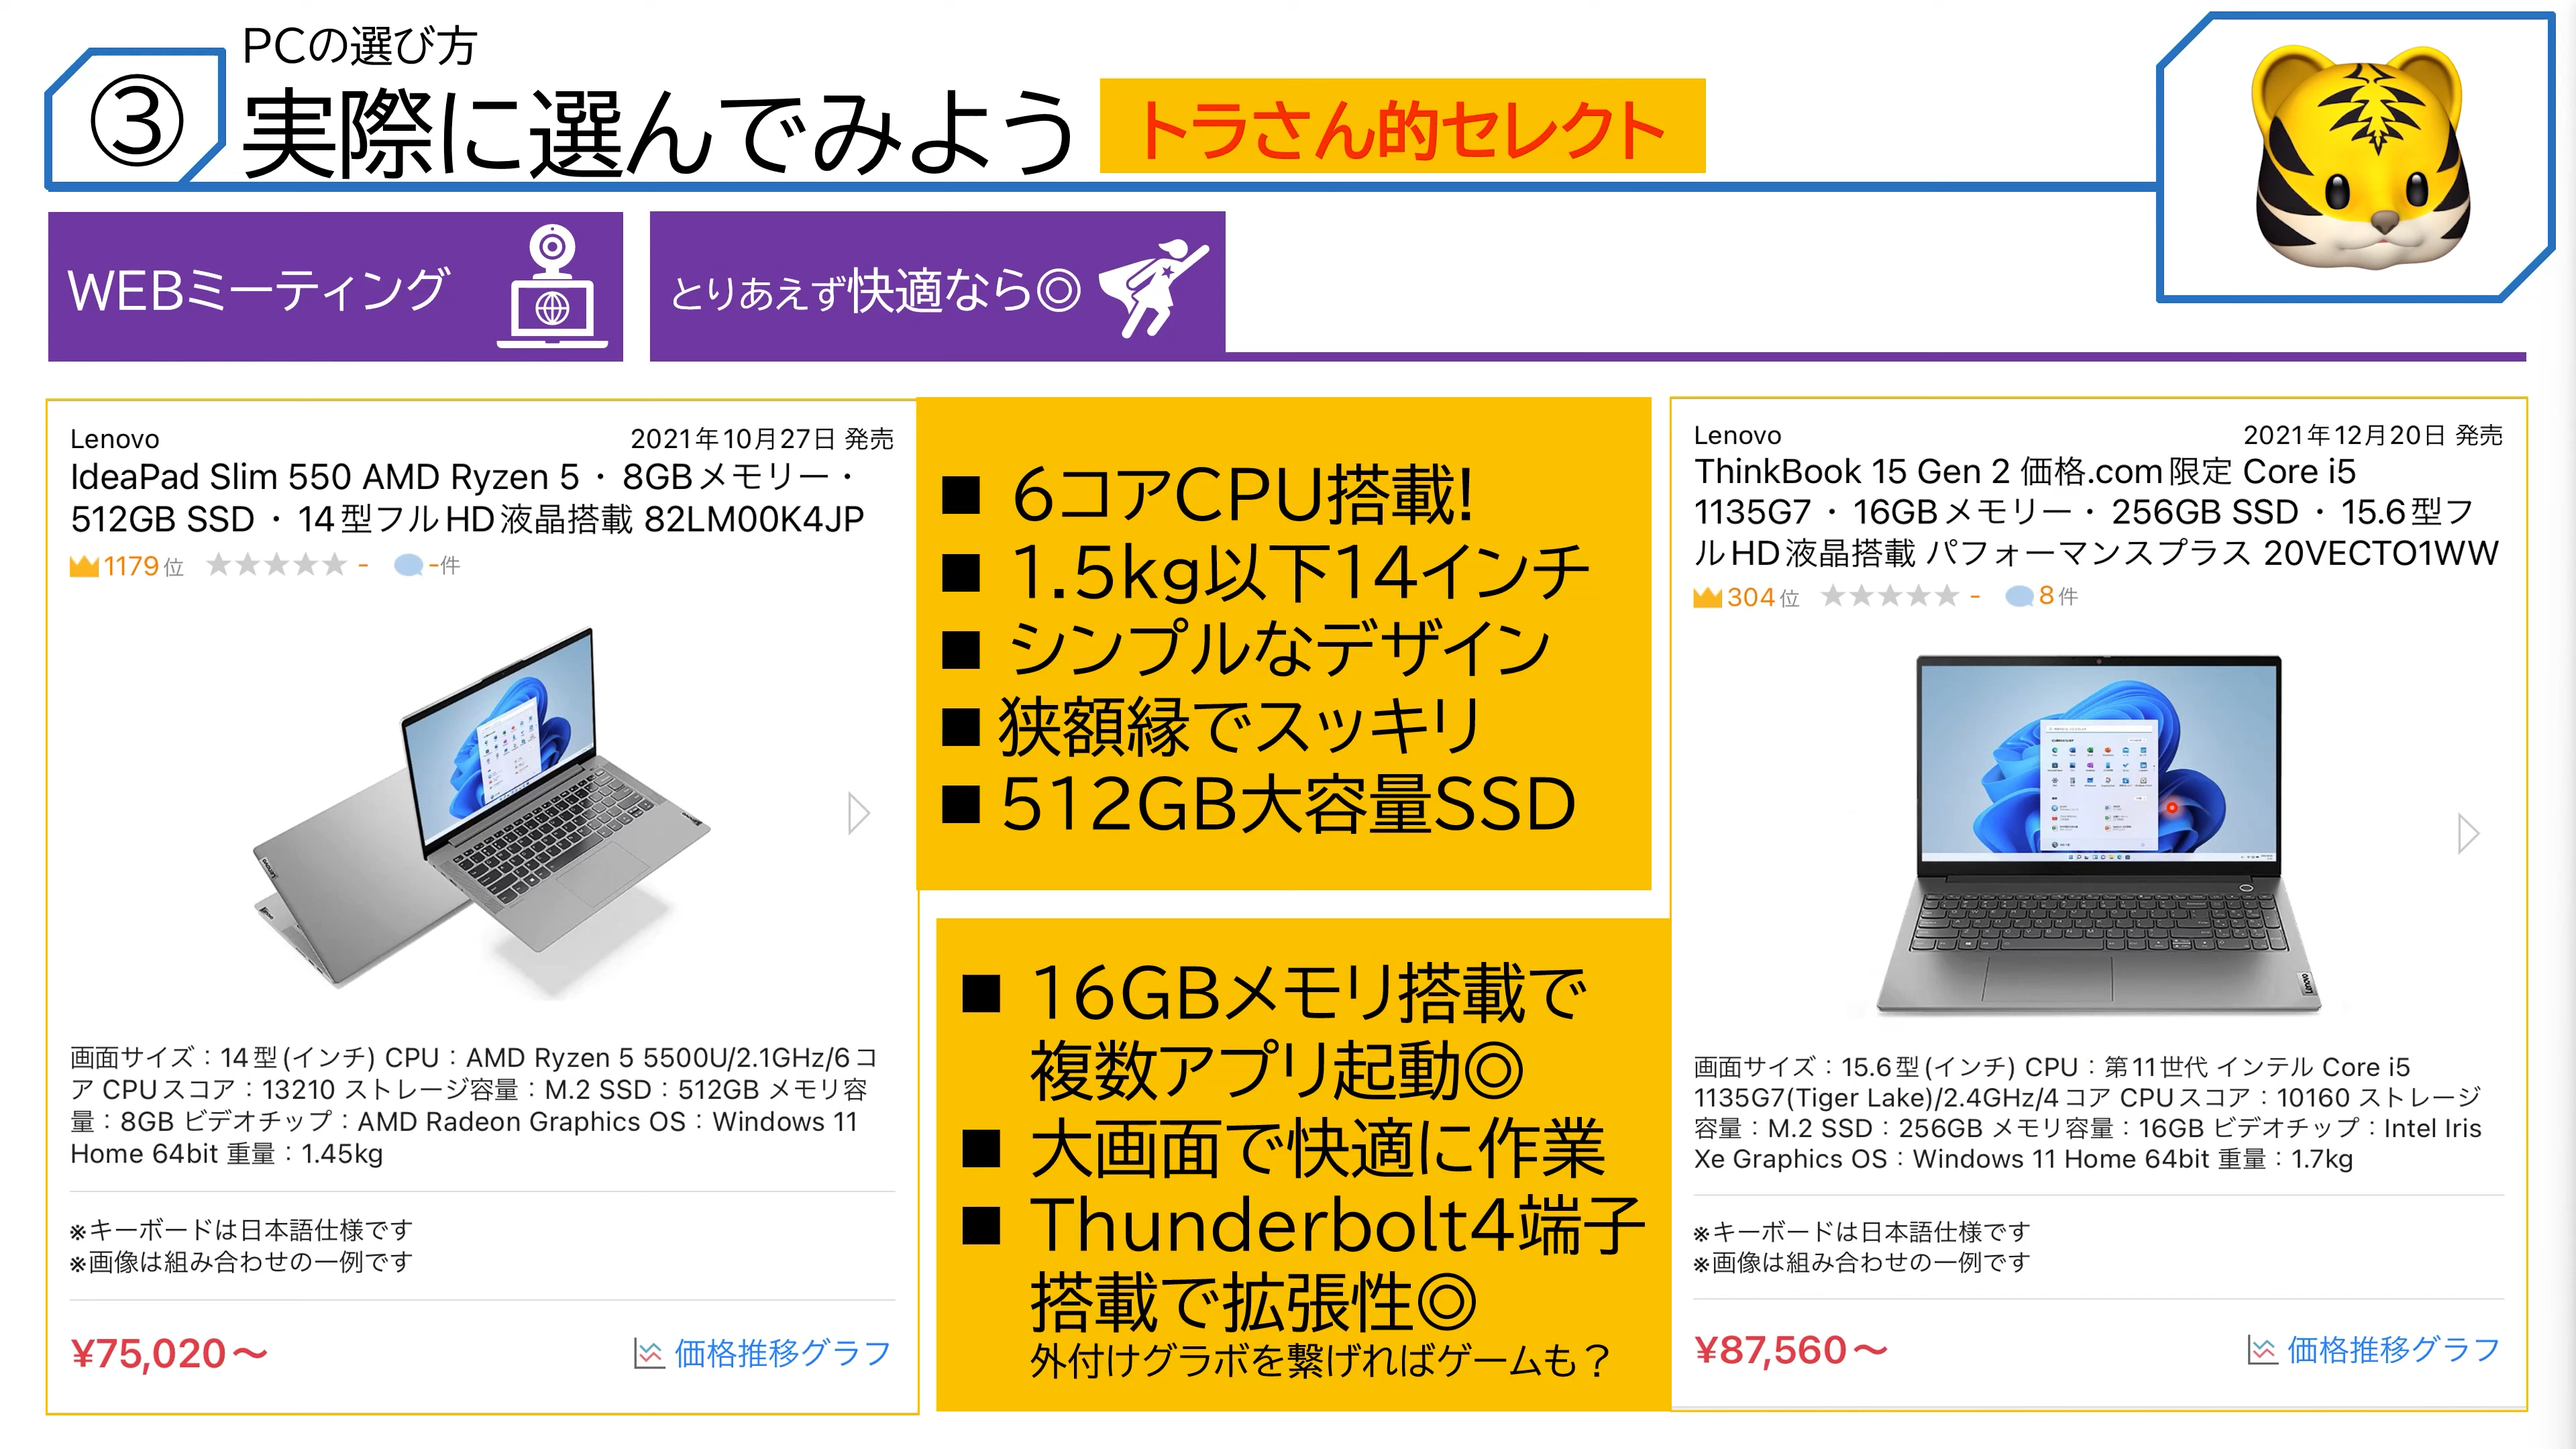 PCの選び方
③
実際に選んでみよう
トラさん的セレクト
WEBミーティング
とりあえず快適なら◎
Lenovo
2021年10月27日 発売
IdeaPad Slim 550 AMD Ryzen 5・8GBメモリー・
512GB SSD・14型フルHD液晶搭載 82LM00K4JP
1179位 ★★★★★ - -件
画面サイズ：14型(インチ) CPU：AMD Ryzen 5 5500U/2.1GHz/6コ
ア CPUスコア：13210 ストレージ容量：M.2 SSD：512GB メモリ容
量：8GB ビデオチップ：AMD Radeon Graphics OS：Windows 11
Home 64bit 重量：1.45kg
※キーボードは日本語仕様です
※画像は組み合わせの一例です
¥75,020～
価格推移グラフ
■ 6コアCPU搭載!
■ 1.5kg以下14インチ
■ シンプルなデザイン
■ 狭額縁でスッキリ
■ 512GB大容量SSD
■ 16GBメモリ搭載で
複数アプリ起動◎
■ 大画面で快適に作業
■ Thunderbolt4端子
搭載で拡張性◎
外付けグラボを繋げればゲームも？
Lenovo
2021年12月20日 発売
ThinkBook 15 Gen 2 価格.com限定 Core i5
1135G7・16GBメモリー・256GB SSD・15.6型フ
ルHD液晶搭載 パフォーマンスプラス 20VECTO1WW
304位 ★★★★★ - 8件
Lenovo
画面サイズ：15.6型(インチ) CPU：第11世代 インテル Core i5
1135G7(Tiger Lake)/2.4GHz/4コア CPUスコア：10160 ストレージ
容量：M.2 SSD：256GB メモリ容量：16GB ビデオチップ：Intel Iris
Xe Graphics OS：Windows 11 Home 64bit 重量：1.7kg
※キーボードは日本語仕様です
※画像は組み合わせの一例です
¥87,560～
価格推移グラフ